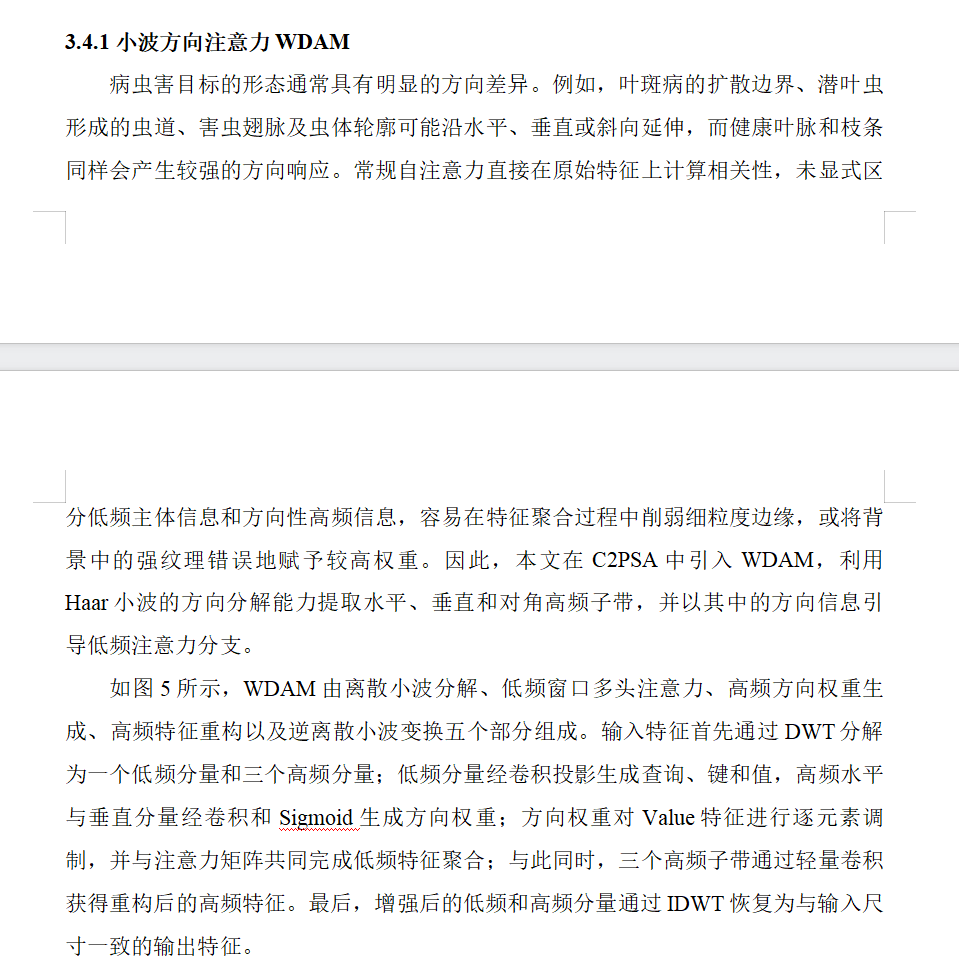 3.4.1 小波方向注意力 WDAM
病虫害目标的形态通常具有明显的方向差异。例如，叶斑病的扩散边界、潜叶虫
形成的虫道、害虫翅脉及虫体轮廓可能沿水平、垂直或斜向延伸，而健康叶脉和枝条
同样会产生较强的方向响应。常规自注意力直接在原始特征上计算相关性，未显式区
分低频主体信息和方向性高频信息，容易在特征聚合过程中削弱细粒度边缘，或将背
景中的强纹理错误地赋予较高权重。因此，本文在 C2PSA 中引入 WDAM，利用
Haar 小波的方向分解能力提取水平、垂直和对角高频子带，并以其中的方向信息引
导低频注意力分支。
如图 5 所示，WDAM 由离散小波分解、低频窗口多头注意力、高频方向权重生
成、高频特征重构以及逆离散小波变换五个部分组成。输入特征首先通过 DWT 分解
为一个低频分量和三个高频分量；低频分量经卷积投影生成查询、键和值，高频水平
与垂直分量经卷积和 Sigmoid 生成方向权重；方向权重对 Value 特征进行逐元素调
制，并与注意力矩阵共同完成低频特征聚合；与此同时，三个高频子带通过轻量卷积
获得重构后的高频特征。最后，增强后的低频和高频分量通过 IDWT 恢复为与输入尺
寸一致的输出特征。